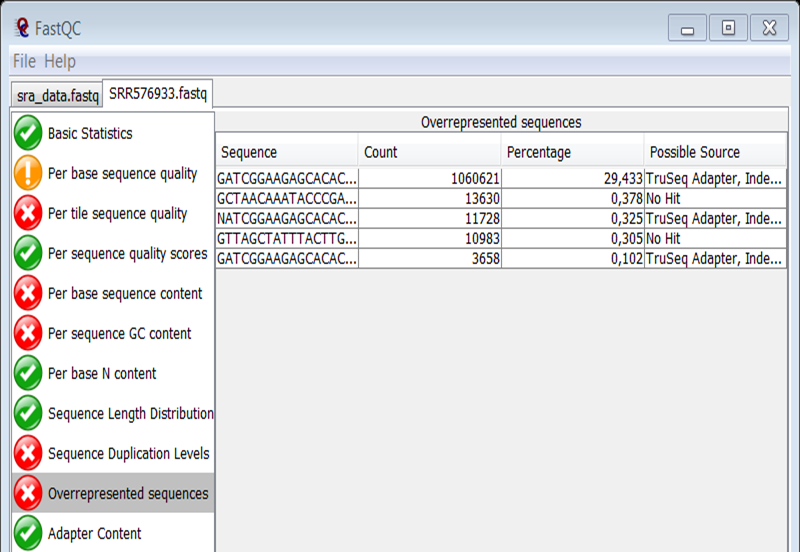 FastQC
File Help
sra_data.fastq SRR576933.fastq
Basic Statistics
Per base sequence quality
Per tile sequence quality
Per sequence quality scores
Per base sequence content
Per sequence GC content
Per base N content
Sequence Length Distribution
Sequence Duplication Levels
Overrepresented sequences
Adapter Content
Overrepresented sequences
Sequence Count Percentage Possible Source
GATCGGAAGAGCACAC... 1060621 29,433 TruSeq Adapter, Inde...
GCTAACAAATACCCGA... 13630 0,378 No Hit
NATCGGAAGAGCACAC... 11728 0,325 TruSeq Adapter, Inde...
GTTAGCTATTTACTTG... 10983 0,305 No Hit
GATCGGAAGAGCACAC... 3658 0,102 TruSeq Adapter, Inde...